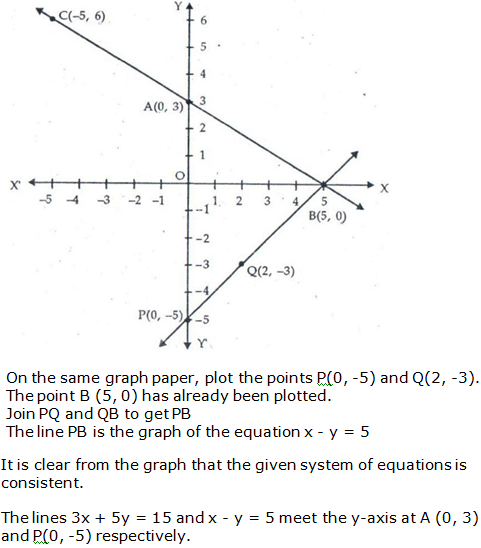 Y
C(-5, 6)
6
5
4
A(0, 3)
3
2
1
O
X'
-5 -4 -3 -2 -1
1 2 3 4 5
X
B(5, 0)
-1
-2
-3
Q(2, -3)
-4
P(0, -5)
-5
Y
On the same graph paper, plot the points P(0, -5) and Q(2, -3).
The point B (5, 0) has already been plotted.
Join PQ and QB to get PB
The line PB is the graph of the equation x - y = 5
It is clear from the graph that the given system of equations is
consistent.
The lines 3x + 5y = 15 and x - y = 5 meet the y-axis at A (0, 3)
and P(0, -5) respectively.